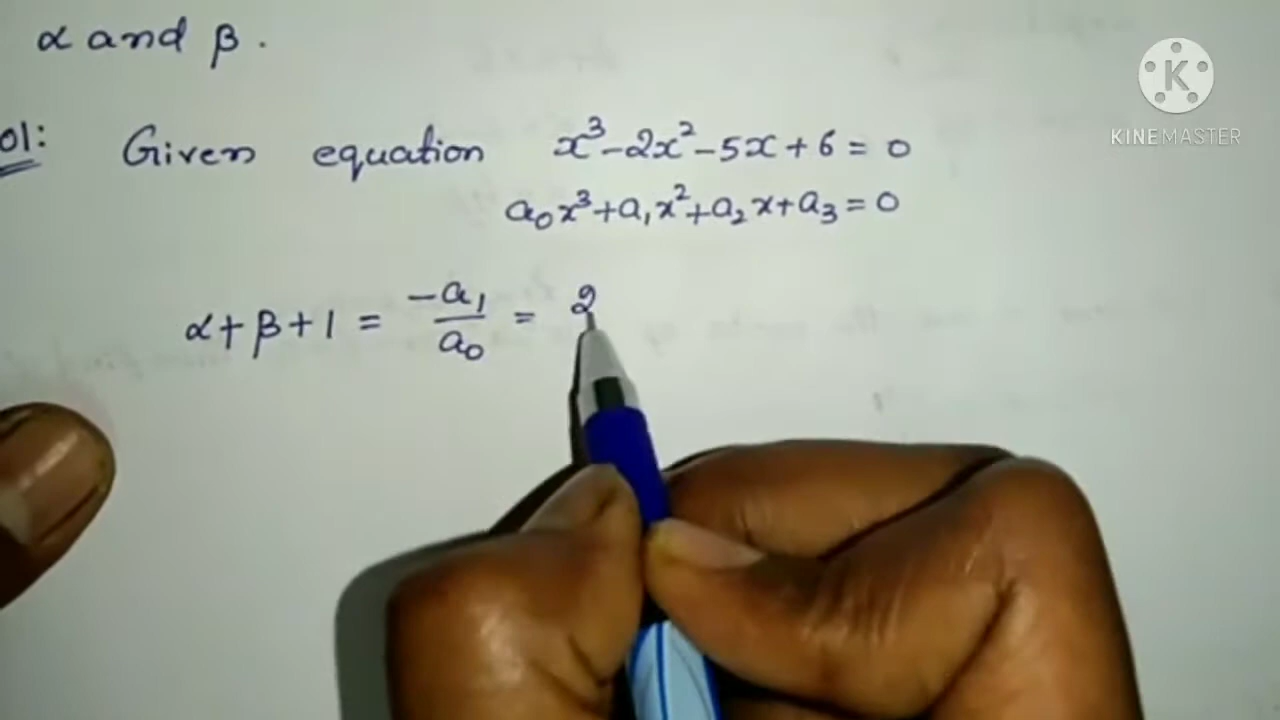 α and β.
K
KINEMASTER
ol: Given equation x³-2x²-5x+6=0
a₀x³+a₁x²+a₂x+a₃=0
α+β+1 = -a₁/a₀ = 2